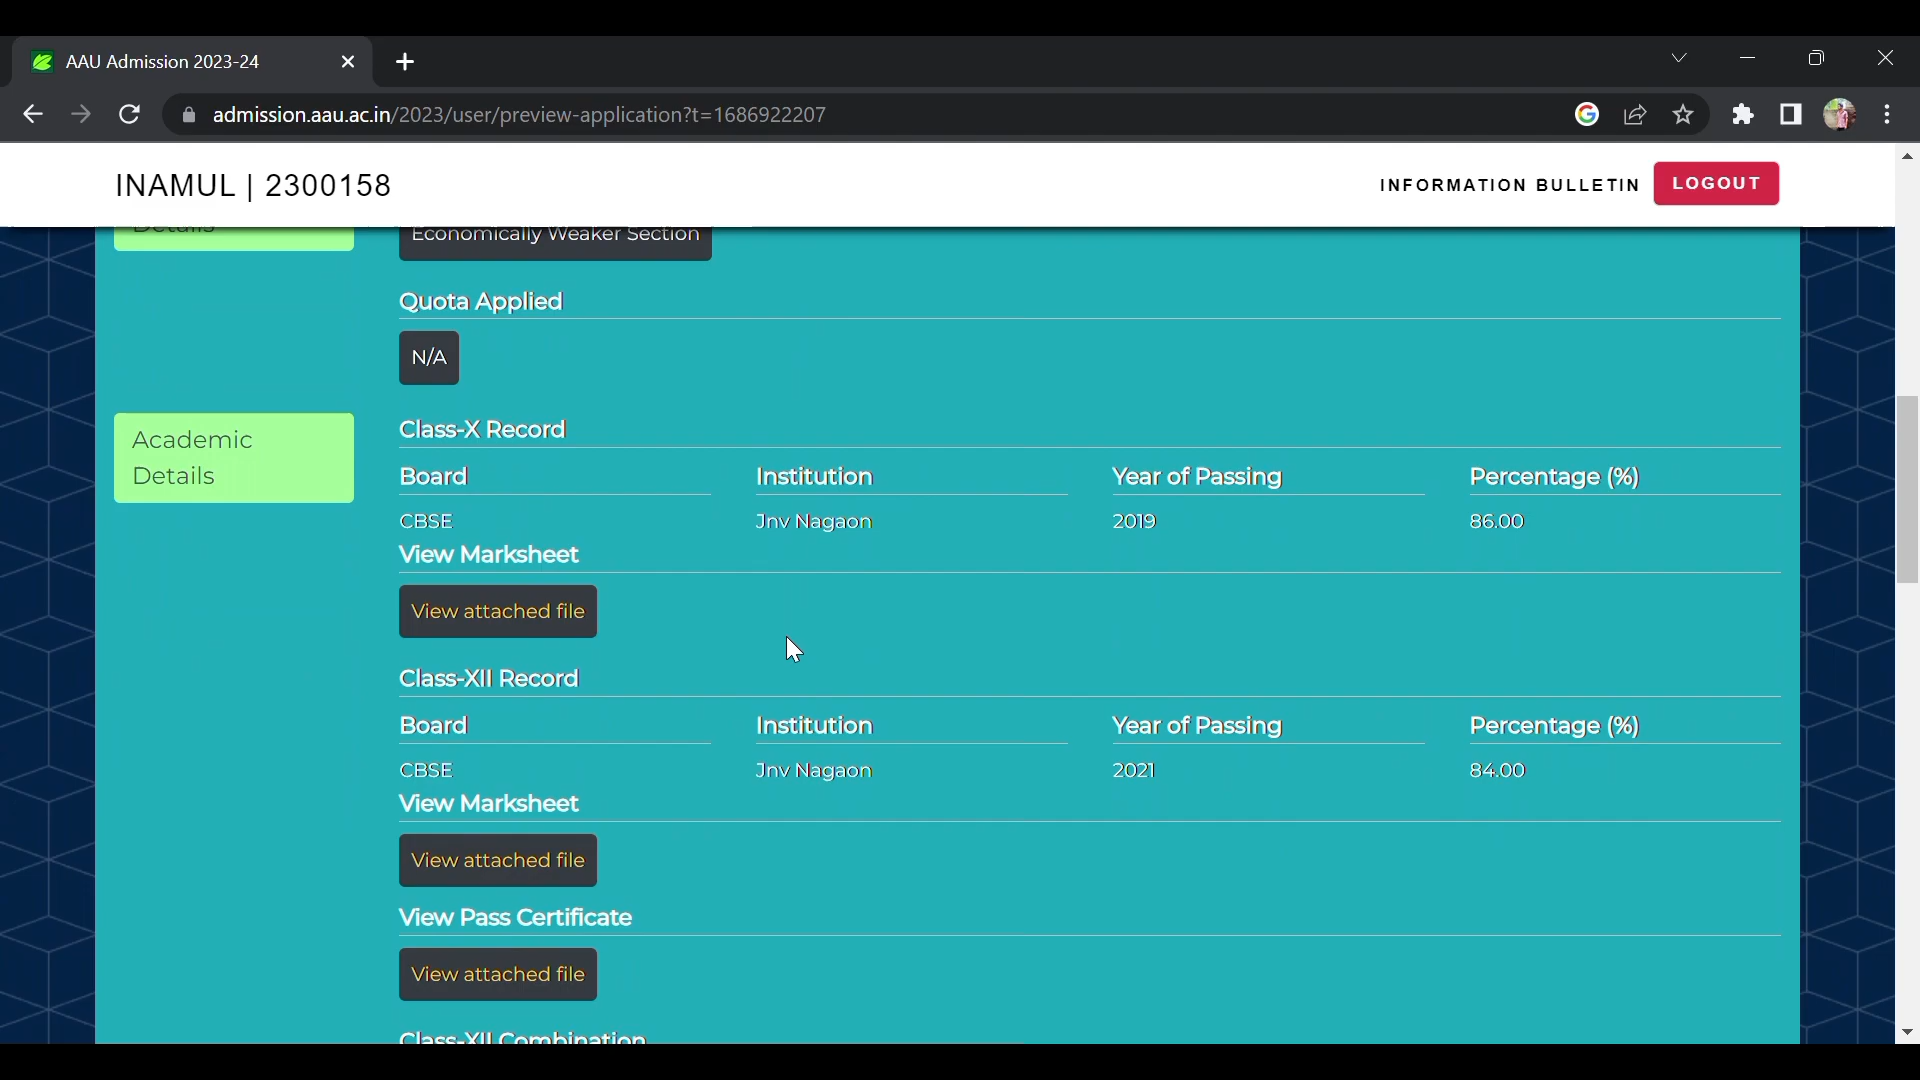 AAU Admission 2023-24
admission.aau.ac.in/2023/user/preview-application?t=1686922207
INAMUL | 2300158
INFORMATION BULLETIN
LOGOUT
Details
Economically Weaker Section
Quota Applied
N/A
Academic
Details
Class-X Record
Board Institution Year of Passing Percentage (%)
CBSE Jnv Nagaon 2019 86.00
View Marksheet
View attached file
Class-XII Record
Board Institution Year of Passing Percentage (%)
CBSE Jnv Nagaon 2021 84.00
View Marksheet
View attached file
View Pass Certificate
View attached file
Class-XII Combination